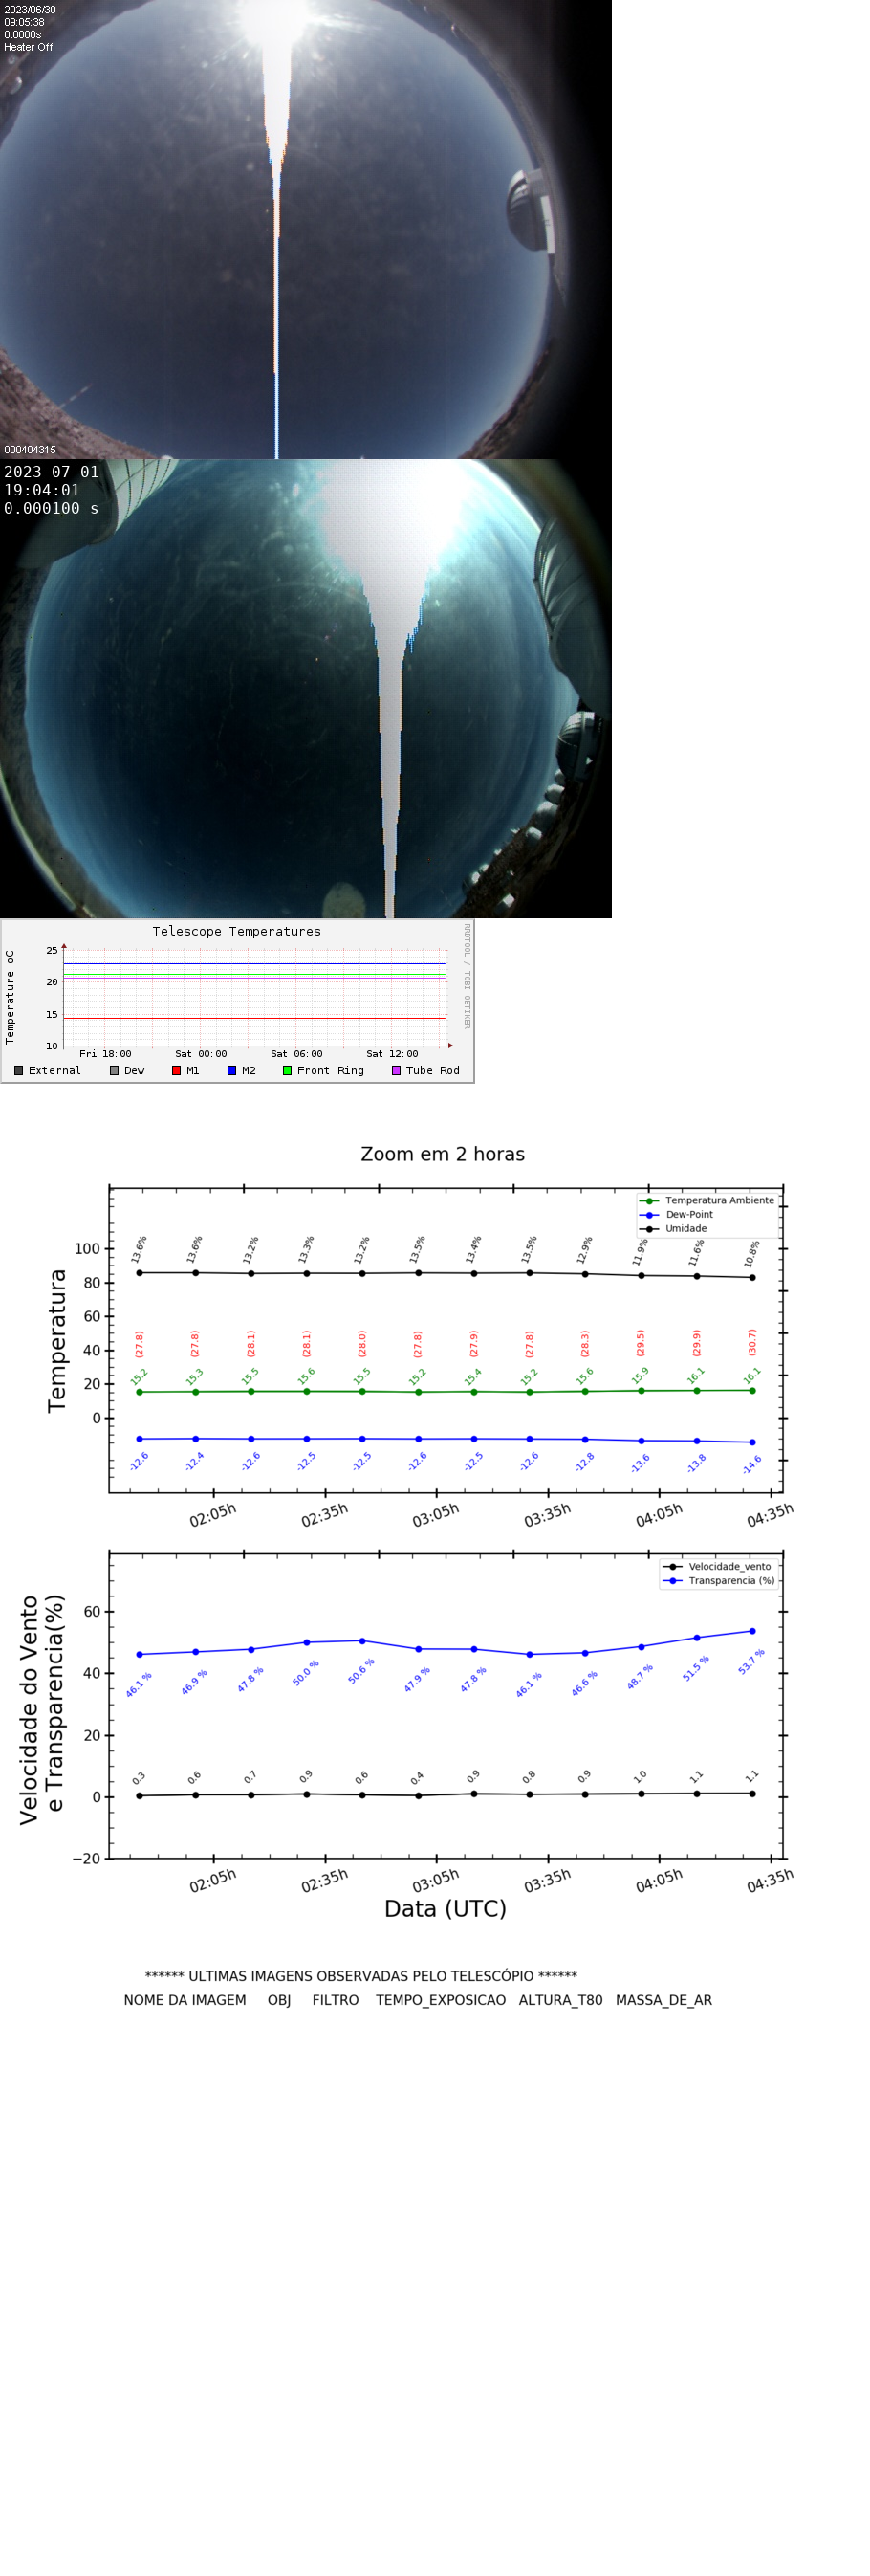 2023/06/30
09:05:38
0.0000s
Heater Off
000404315
2023-07-01
19:04:01
0.000100 s
Telescope Temperatures
RRDTOOL / TOBI OETIKER
Temperature oC
25
20
15
10
Fri 18:00 Sat 00:00 Sat 06:00 Sat 12:00
External Dew M1 M2 Front Ring Tube Rod
Zoom em 2 horas
Temperatura Ambiente
Dew-Point
Umidade
Temperatura
100
80
60
40
20
0
13.6% 13.6% 13.2% 13.3% 13.2% 13.5% 13.4% 13.5% 12.9% 11.9% 11.6% 10.8%
(27.8) (27.8) (28.1) (28.1) (28.0) (27.8) (27.9) (27.8) (28.3) (29.5) (29.9) (30.7)
15.2 15.3 15.5 15.6 15.5 15.2 15.4 15.2 15.6 15.9 16.1 16.1
-12.6 -12.4 -12.6 -12.5 -12.5 -12.6 -12.5 -12.6 -12.8 -13.6 -13.8 -14.6
02:05h 02:35h 03:05h 03:35h 04:05h 04:35h
Velocidade_vento
Transparencia (%)
Velocidade do Vento
e Transparencia(%)
60
40
20
0
−20
46.1 % 46.9 % 47.8 % 50.0 % 50.6 % 47.9 % 47.8 % 46.1 % 46.6 % 48.7 % 51.5 % 53.7 %
0.3 0.6 0.7 0.9 0.6 0.4 0.9 0.8 0.9 1.0 1.1 1.1
02:05h 02:35h 03:05h 03:35h 04:05h 04:35h
Data (UTC)
****** ULTIMAS IMAGENS OBSERVADAS PELO TELESCÓPIO ******
NOME DA IMAGEM OBJ FILTRO TEMPO_EXPOSICAO ALTURA_T80 MASSA_DE_AR